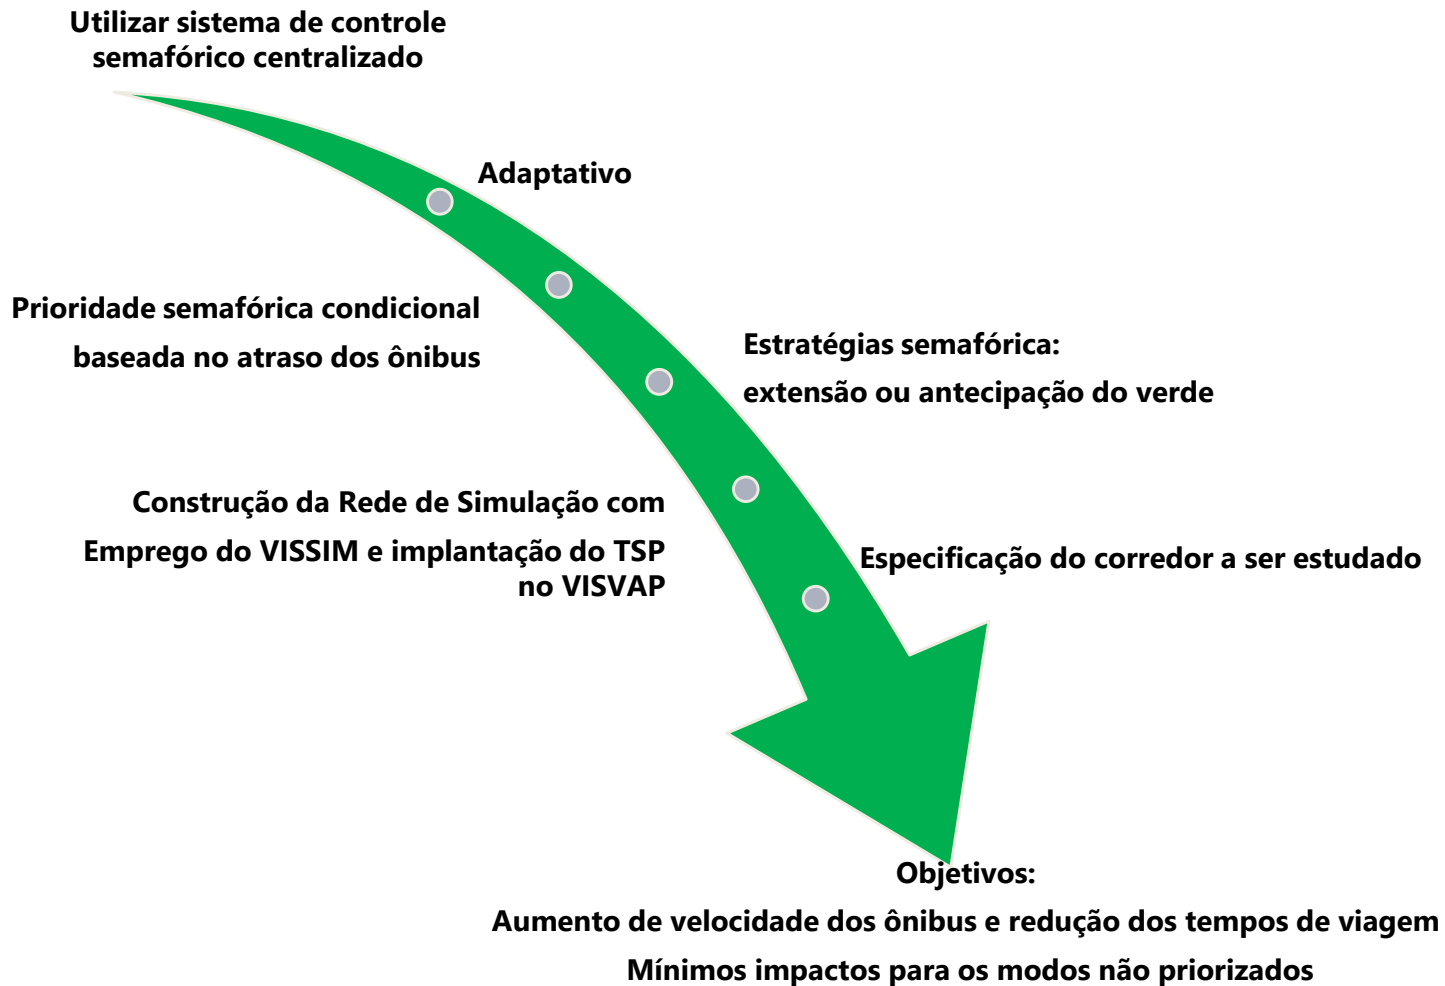 Utilizar sistema de controle
semafórico centralizado
Adaptativo
Prioridade semafórica condicional
baseada no atraso dos ônibus
Estratégias semafórica:
extensão ou antecipação do verde
Construção da Rede de Simulação com
Emprego do VISSIM e implantação do TSP
no VISVAP
Especificação do corredor a ser estudado
Objetivos:
Aumento de velocidade dos ônibus e redução dos tempos de viagem
Mínimos impactos para os modos não priorizados